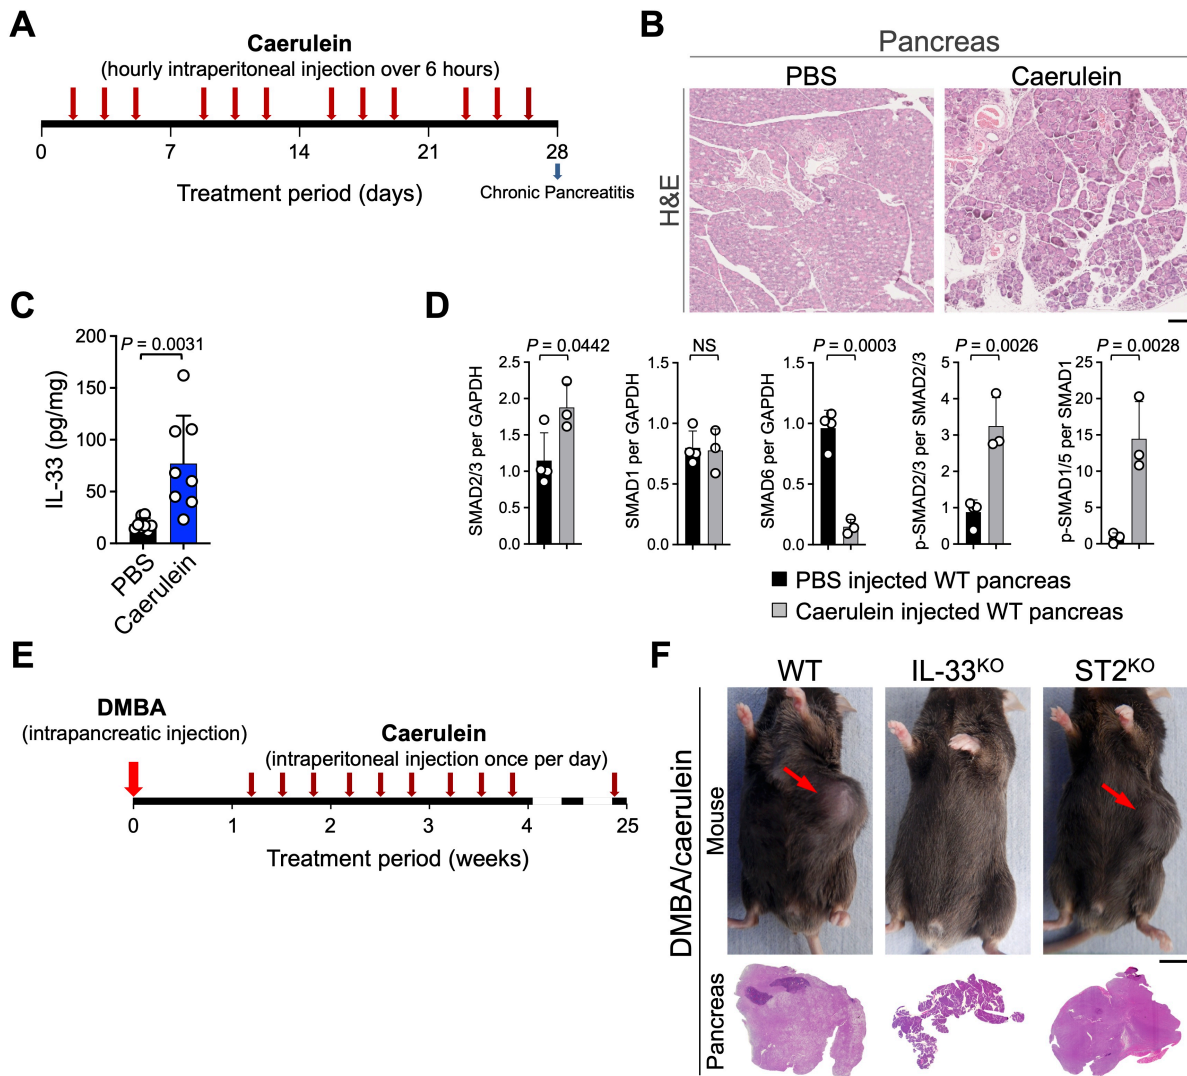 A
Caerulein
(hourly intraperitoneal injection over 6 hours)
0 7 14 21 28
Treatment period (days)
Chronic Pancreatitis
B
Pancreas
PBS Caerulein
H&E
C
P = 0.0031
200
150
100
50
0
IL-33 (pg/mg)
PBS
Caerulein
D
P = 0.0442
2.5
2.0
1.5
1.0
0.5
0.0
SMAD2/3 per GAPDH
NS
1.5
1.0
0.5
0.0
SMAD1 per GAPDH
P = 0.0003
1.5
1.0
0.5
0.0
SMAD6 per GAPDH
P = 0.0026
5
4
3
2
1
0
p-SMAD2/3 per SMAD2/3
P = 0.0028
25
20
15
10
5
0
p-SMAD1/5 per SMAD1
PBS injected WT pancreas
Caerulein injected WT pancreas
E
DMBA
(intrapancreatic injection)
Caerulein
(intraperitoneal injection once per day)
0 1 2 3 4 25
Treatment period (weeks)
F
WT IL-33KO ST2KO
DMBA/caerulein
Mouse
Pancreas